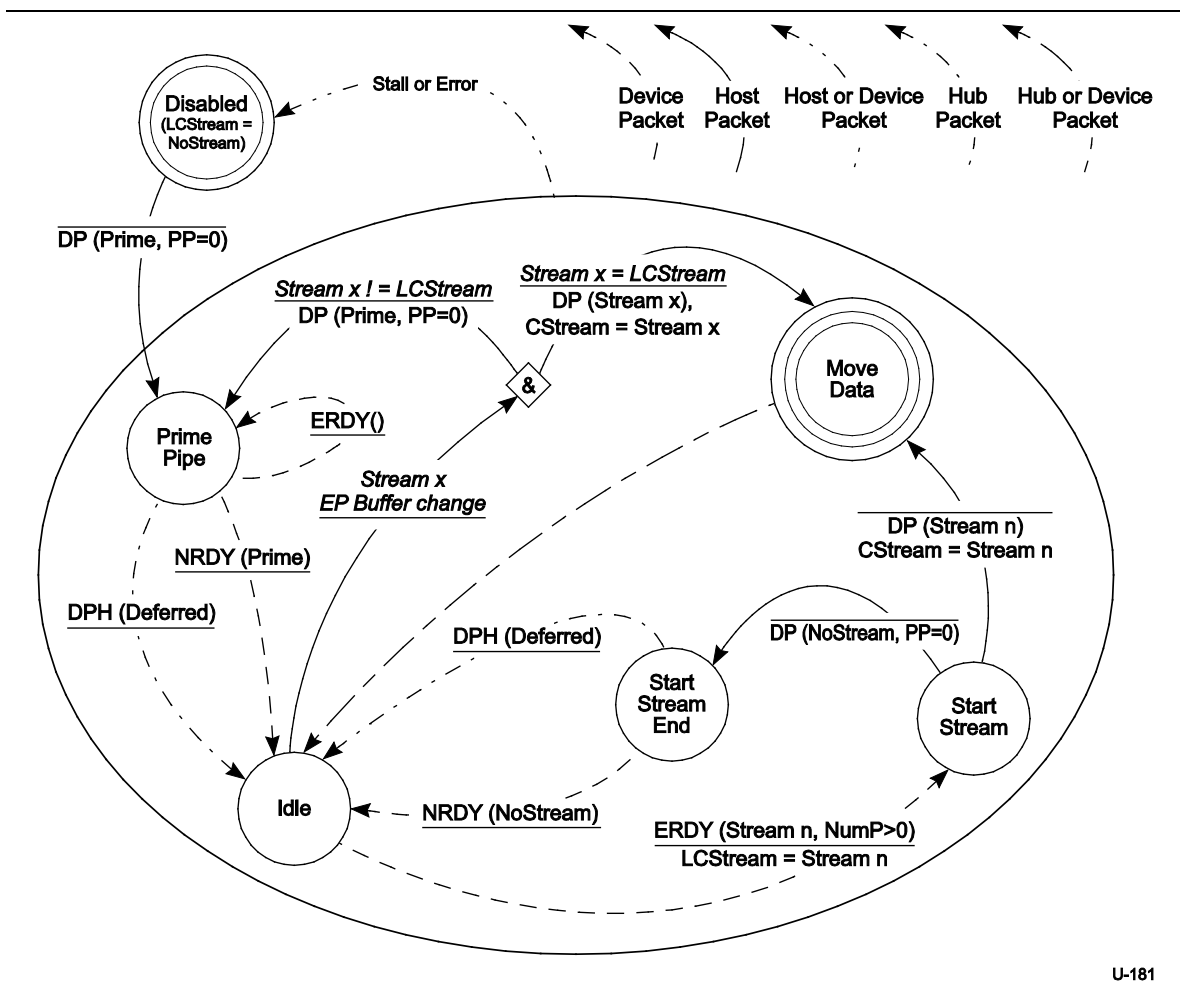 Disabled
(LCStream =
NoStream)
Stall or Error
Device
Packet
Host
Packet
Host or Device
Packet
Hub
Packet
Hub or Device
Packet
DP (Prime, PP=0)
Stream x ! = LCStream
DP (Prime, PP=0)
Stream x = LCStream
DP (Stream x),
CStream = Stream x
&
Move
Data
Prime
Pipe
ERDY()
Stream x
EP Buffer change
NRDY (Prime)
DPH (Deferred)
DP (Stream n)
CStream = Stream n
DP (NoStream, PP=0)
DPH (Deferred)
Start
Stream
End
Start
Stream
Idle
NRDY (NoStream)
ERDY (Stream n, NumP>0)
LCStream = Stream n
U-181